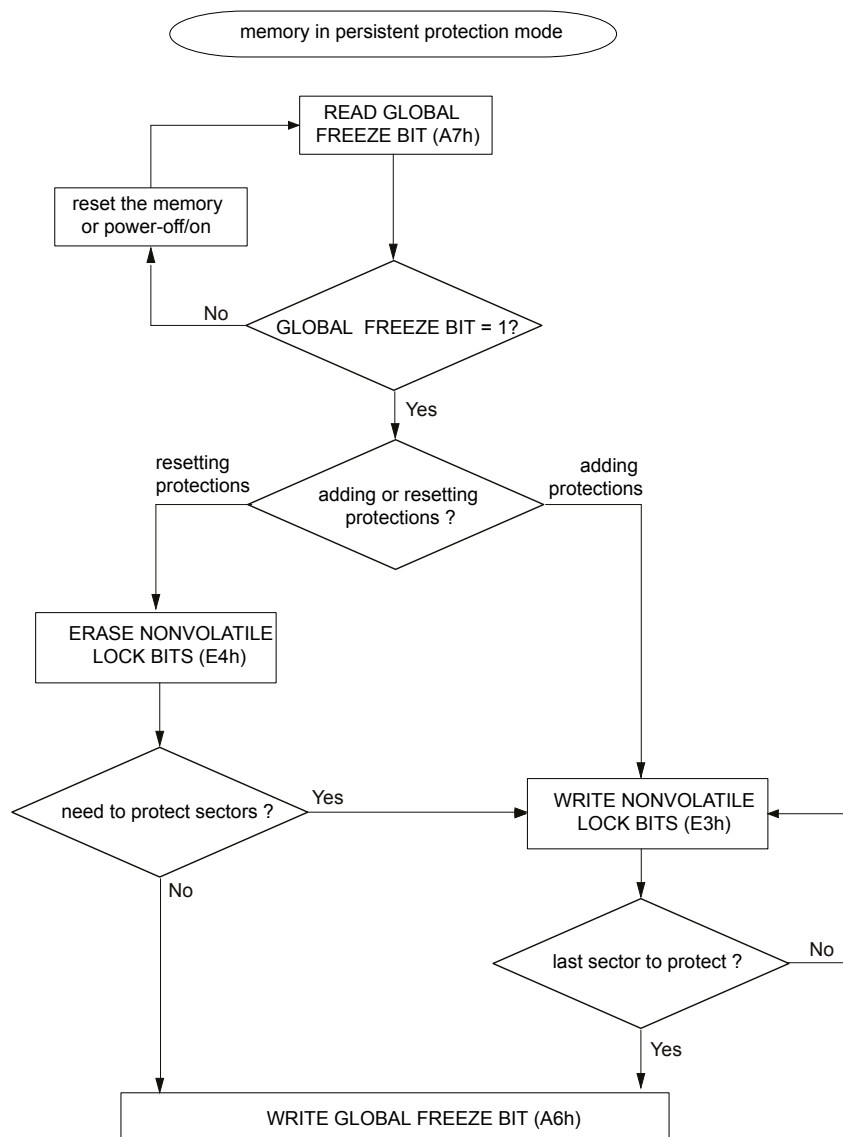 memory in persistent protection mode
READ GLOBAL
FREEZE BIT (A7h)
reset the memory
or power-off/on
No
GLOBAL FREEZE BIT = 1?
Yes
resetting
protections
adding
protections
adding or resetting
protections ?
ERASE NONVOLATILE
LOCK BITS (E4h)
need to protect sectors ?
Yes
WRITE NONVOLATILE
LOCK BITS (E3h)
No
last sector to protect ?
No
Yes
WRITE GLOBAL FREEZE BIT (A6h)